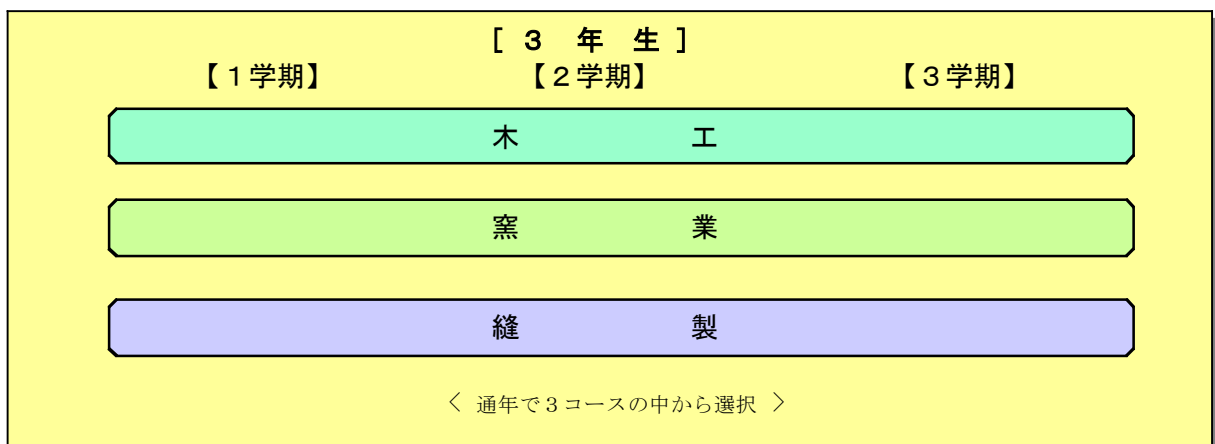 [ ３ 年 生 ]
【１学期】 【２学期】 【３学期】
木 工
窯 業
縫 製
＜ 通年で３コースの中から選択 ＞